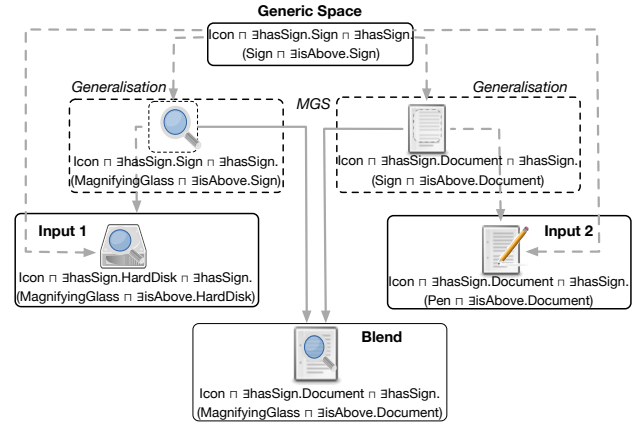 Generic Space
Icon ⊓ ∃hasSign.Sign ⊓ ∃hasSign.
(Sign ⊓ ∃isAbove.Sign)
Generalisation
MGS
Generalisation
Icon ⊓ ∃hasSign.Sign ⊓ ∃hasSign.
(MagnifyingGlass ⊓ ∃isAbove.Sign)
Icon ⊓ ∃hasSign.Document ⊓ ∃hasSign.
(Sign ⊓ ∃isAbove.Document)
Input 1
Icon ⊓ ∃hasSign.HardDisk ⊓ ∃hasSign.
(MagnifyingGlass ⊓ ∃isAbove.HardDisk)
Input 2
Icon ⊓ ∃hasSign.Document ⊓ ∃hasSign.
(Pen ⊓ ∃isAbove.Document)
Blend
Icon ⊓ ∃hasSign.Document ⊓ ∃hasSign.
(MagnifyingGlass ⊓ ∃isAbove.Document)